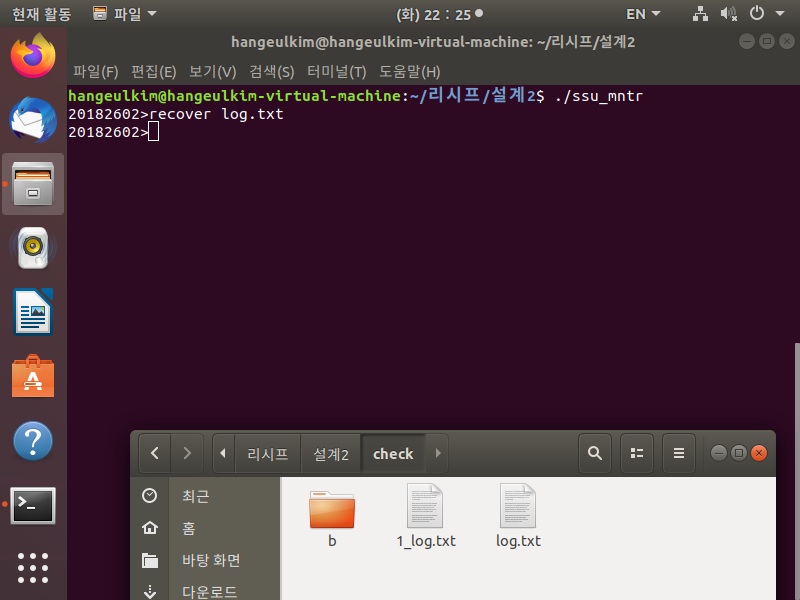 현재 활동 파일 (화) 22 : 25 EN
hangeulkim@hangeulkim-virtual-machine: ~/리시프/설계2
파일(F) 편집(E) 보기(V) 검색(S) 터미널(T) 도움말(H)
hangeulkim@hangeulkim-virtual-machine:~/리시프/설계2$ ./ssu_mntr
20182602>recover log.txt
20182602>
리시프 설계2 check
최근
홈
바탕 화면
다운로드
b 1_log.txt log.txt